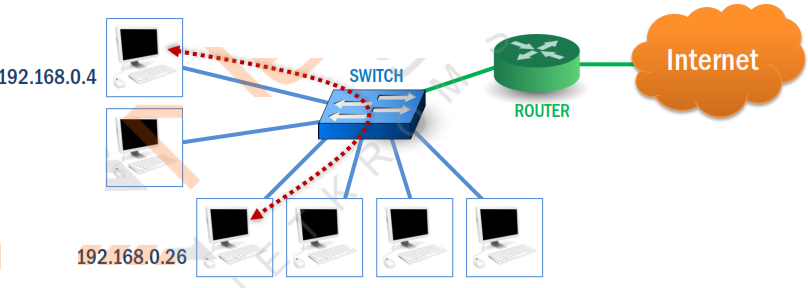 192.168.0.4
SWITCH
Internet
ROUTER
192.168.0.26